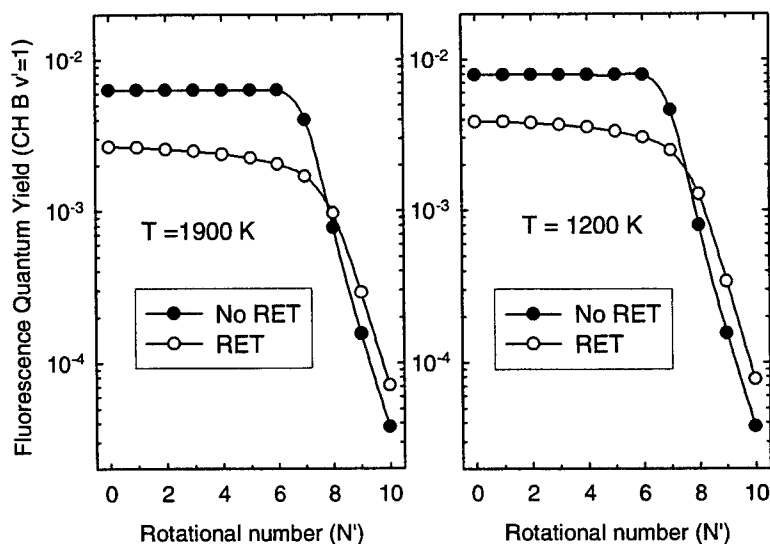 Fluorescence Quantum Yield (CH B v'=1)
10⁻²
10⁻³
10⁻⁴
T =1900 K
No RET
RET
0 2 4 6 8 10
Rotational number (N')
10⁻²
10⁻³
10⁻⁴
T = 1200 K
No RET
RET
0 2 4 6 8 10
Rotational number (N')